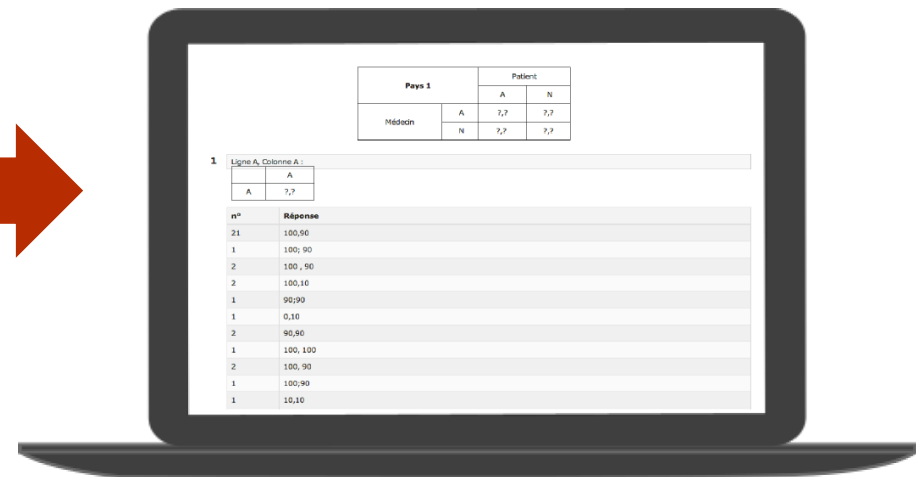 Pays 1 Patient
A N
Médecin A ?,? ?,?
N ?,? ?,?
1 Ligne A, Colonne A :
A
A ?,?
n° Réponse
21 100,90
1 100; 90
2 100 , 90
2 100,10
1 90;90
1 0,10
2 90,90
1 100, 100
2 100, 90
1 100;90
1 10,10